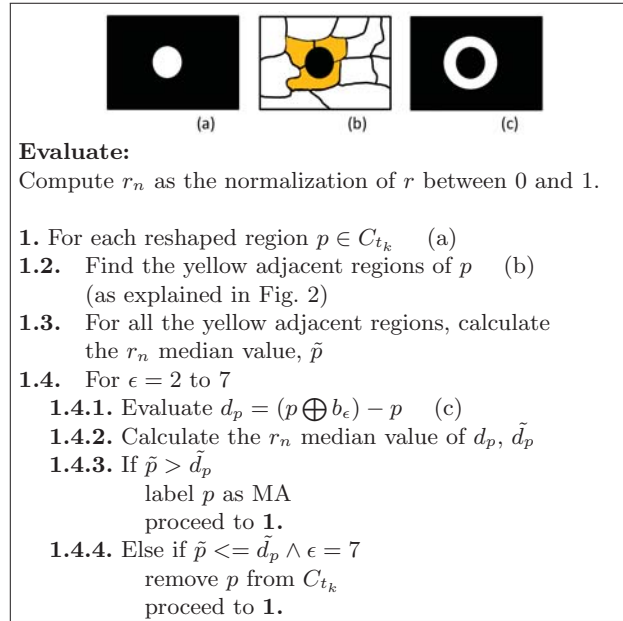 (a) (b) (c)
Evaluate:
Compute rₙ as the normalization of r between 0 and 1.
1. For each reshaped region p ∈ C_{t_k} (a)
1.2. Find the yellow adjacent regions of p (b)
(as explained in Fig. 2)
1.3. For all the yellow adjacent regions, calculate
the rₙ median value, p̃
1.4. For ϵ = 2 to 7
1.4.1. Evaluate d_p = (p ⨁ b_ϵ) − p (c)
1.4.2. Calculate the rₙ median value of d_p, d̃_p
1.4.3. If p̃ > d̃_p
label p as MA
proceed to 1.
1.4.4. Else if p̃ <= d̃_p ∧ ϵ = 7
remove p from C_{t_k}
proceed to 1.